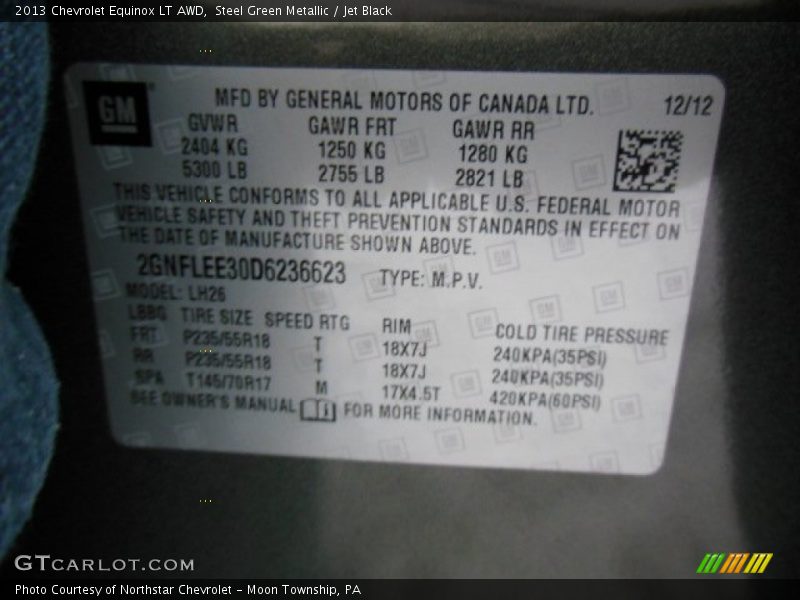 2013 Chevrolet Equinox LT AWD, Steel Green Metallic / Jet Black
GM
MFD BY GENERAL MOTORS OF CANADA LTD. 12/12
GVWR GAWR FRT GAWR RR
2404 KG 1250 KG 1280 KG
5300 LB 2755 LB 2821 LB
THIS VEHICLE CONFORMS TO ALL APPLICABLE U.S. FEDERAL MOTOR
VEHICLE SAFETY AND THEFT PREVENTION STANDARDS IN EFFECT ON
THE DATE OF MANUFACTURE SHOWN ABOVE.
2GNFLEE30D6236623 TYPE: M.P.V.
MODEL: LH26
LBBG TIRE SIZE SPEED RTG RIM COLD TIRE PRESSURE
FRT P235/55R18 T 18X7J 240KPA(35PSI)
RR P235/55R18 T 18X7J 240KPA(35PSI)
SPA T145/70R17 M 17X4.5T 420KPA(60PSI)
SEE OWNER'S MANUAL FOR MORE INFORMATION.
GTCARLOT.COM
Photo Courtesy of Northstar Chevrolet - Moon Township, PA